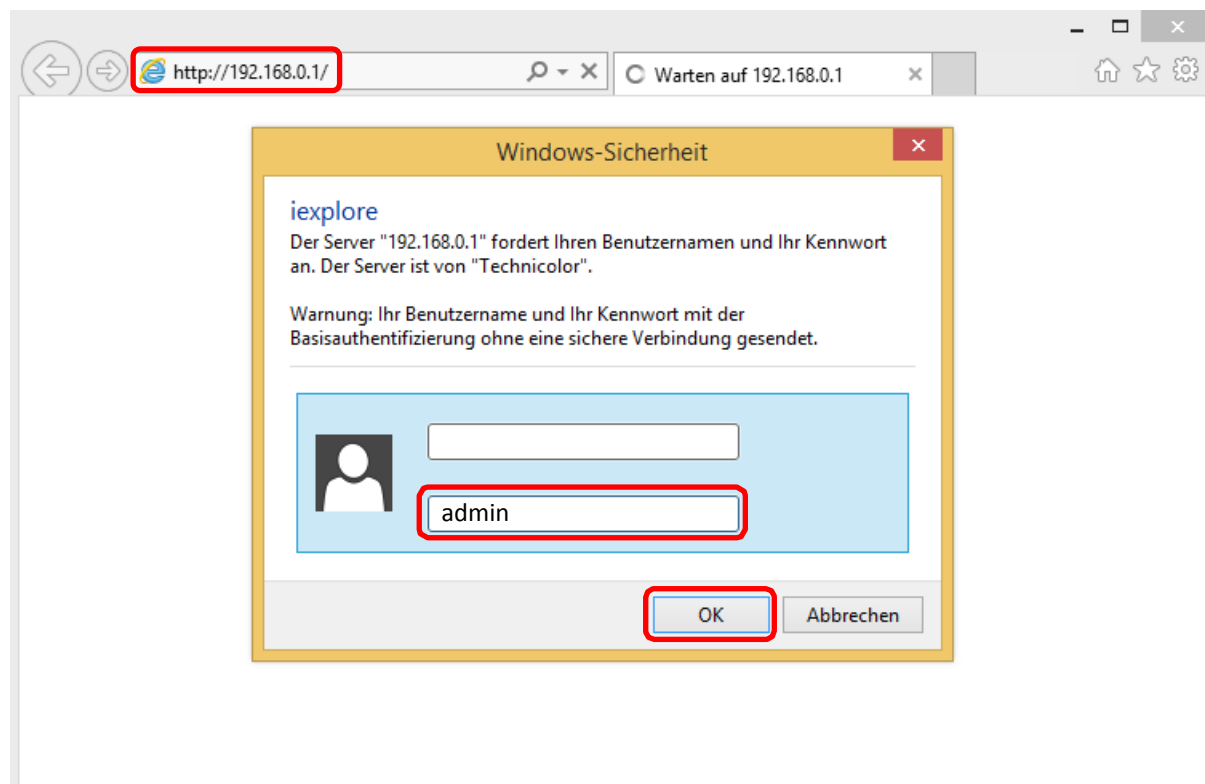 http://192.168.0.1/
Warten auf 192.168.0.1
Windows-Sicherheit
iexplore
Der Server "192.168.0.1" fordert Ihren Benutzernamen und Ihr Kennwort
an. Der Server ist von "Technicolor".
Warnung: Ihr Benutzername und Ihr Kennwort mit der
Basisauthentifizierung ohne eine sichere Verbindung gesendet.
admin
OK
Abbrechen